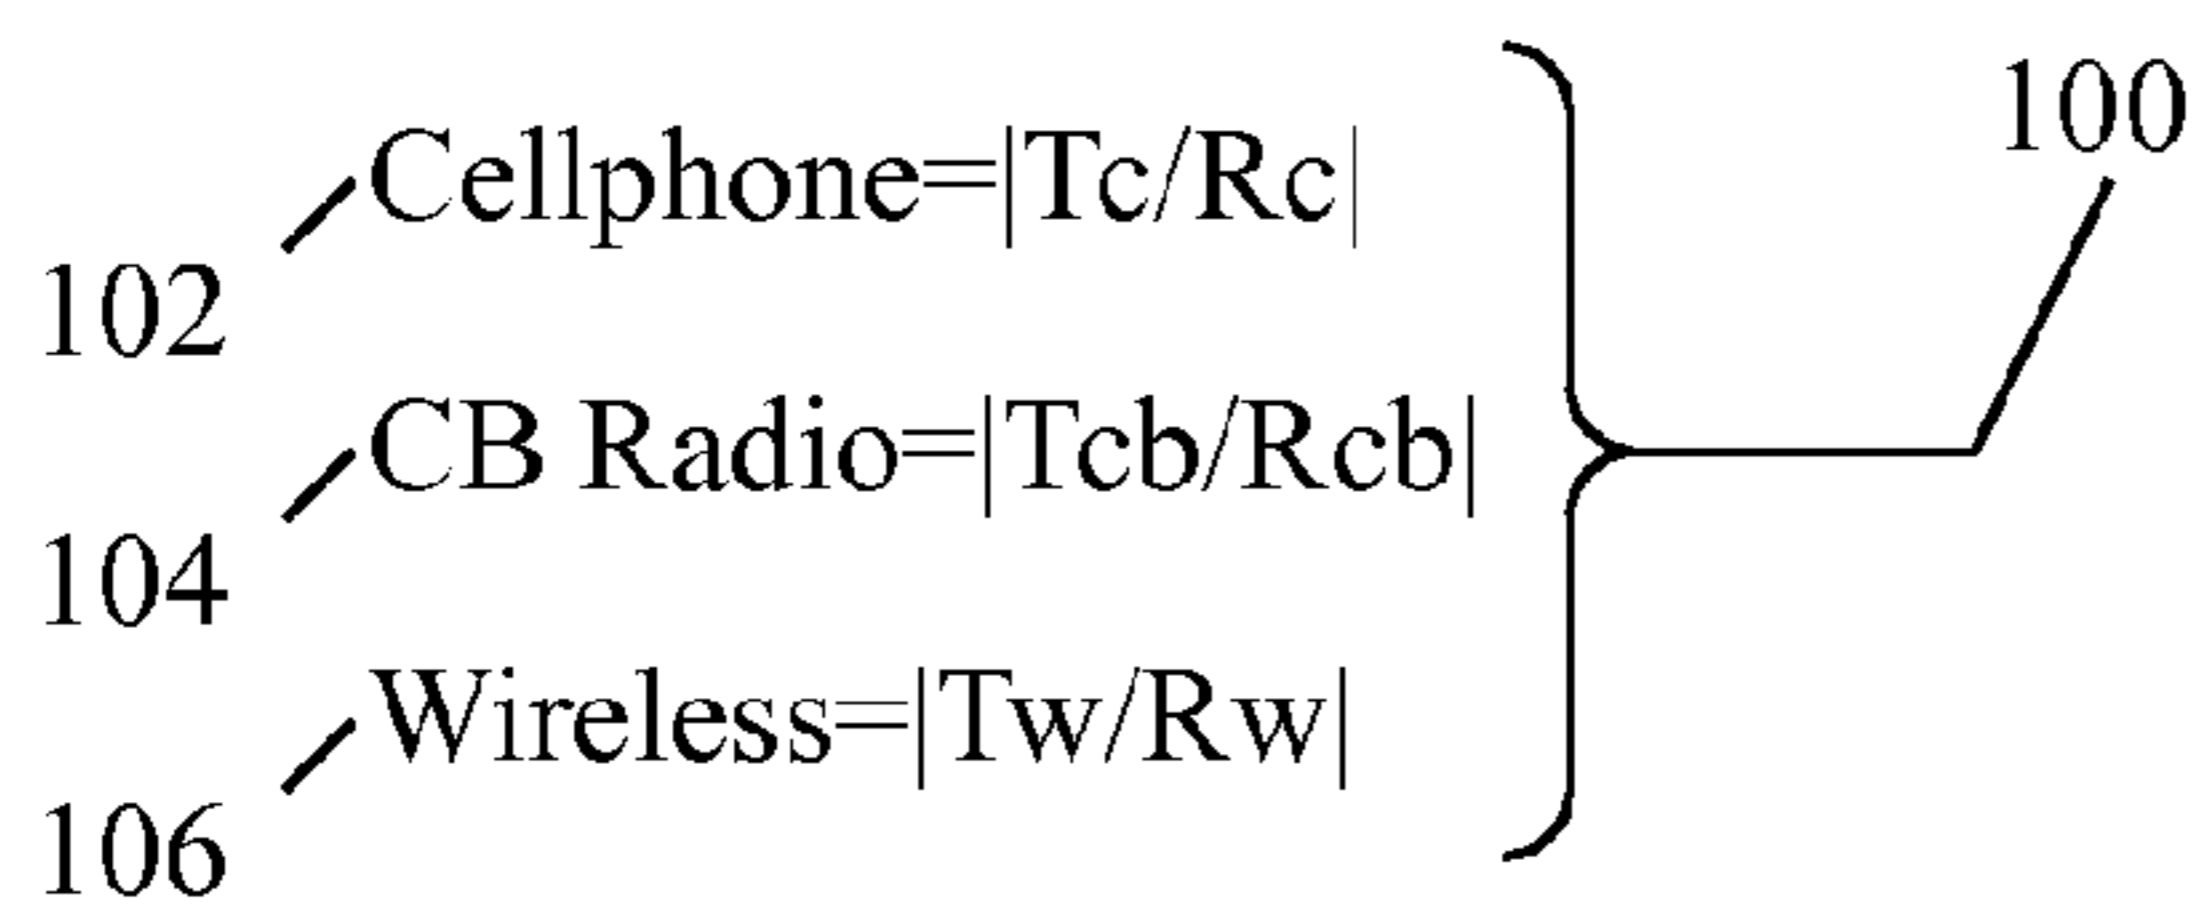 100
Cellphone=|Tc/Rc|
102
CB Radio=|Tcb/Rcb|
104
Wireless=|Tw/Rw|
106